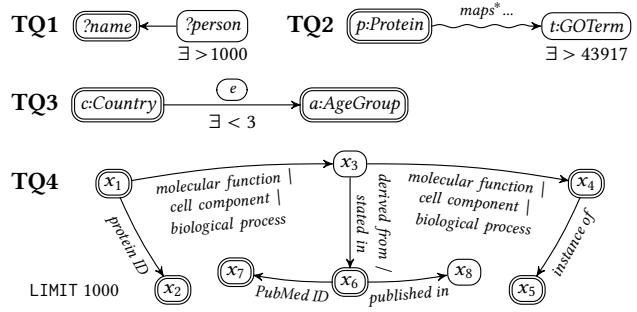 TQ1 ?name ?person
∃ >1000
TQ2 p:Protein maps*... t:GOTerm
∃ > 43917
TQ3 c:Country e a:AgeGroup
∃ < 3
TQ4 x1 x3 x4
molecular function |
cell component |
biological process
molecular function |
cell component |
biological process
protein ID
derived from |
stated in
instance of
x7 x6 x8
PubMed ID published in
LIMIT 1000 x2 x5